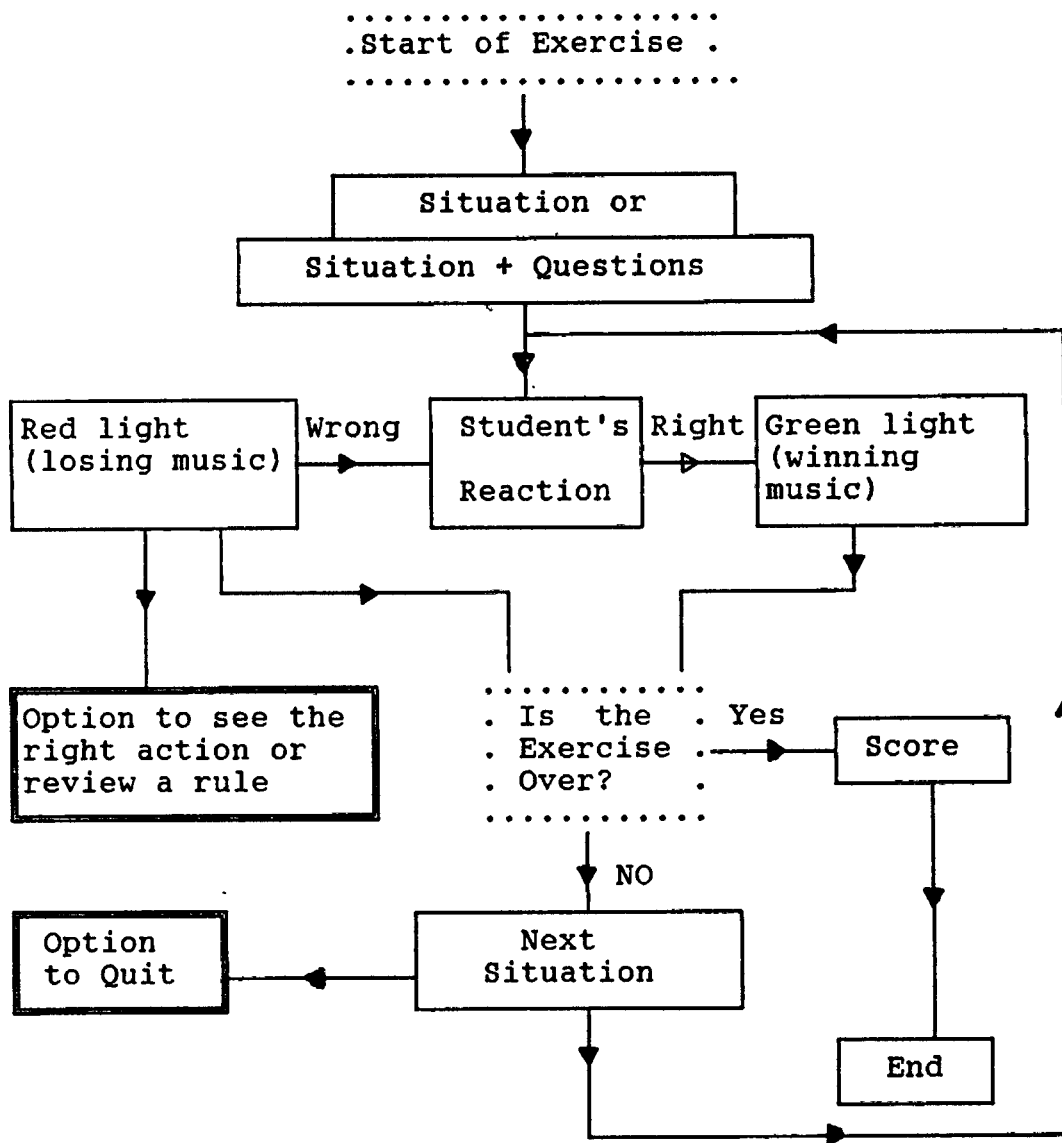 .Start of Exercise .
Situation or
Situation + Questions
Red light
(losing music)
Wrong
Student's
Reaction
Right
Green light
(winning
music)
Option to see the
right action or
review a rule
. Is the .
. Exercise
. Over? .
Yes
Score
NO
Option
to Quit
Next
Situation
End